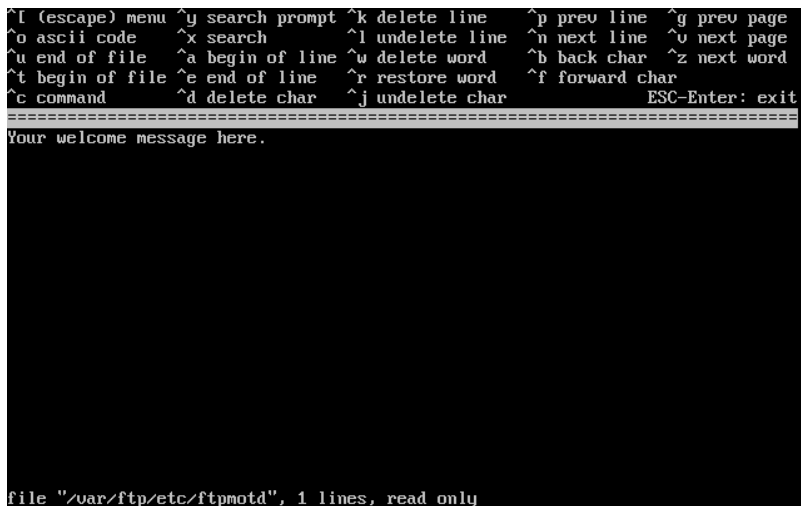 ^[ (escape) menu ^y search prompt ^k delete line ^p prev line ^g prev page
^o ascii code ^x search ^l undelete line ^n next line ^v next page
^u end of file ^a begin of line ^w delete word ^b back char ^z next word
^t begin of file ^e end of line ^r restore word ^f forward char
^c command ^d delete char ^j undelete char ESC-Enter: exit
===============================================================================
Your welcome message here.
file "/var/ftp/etc/ftpmotd", 1 lines, read only